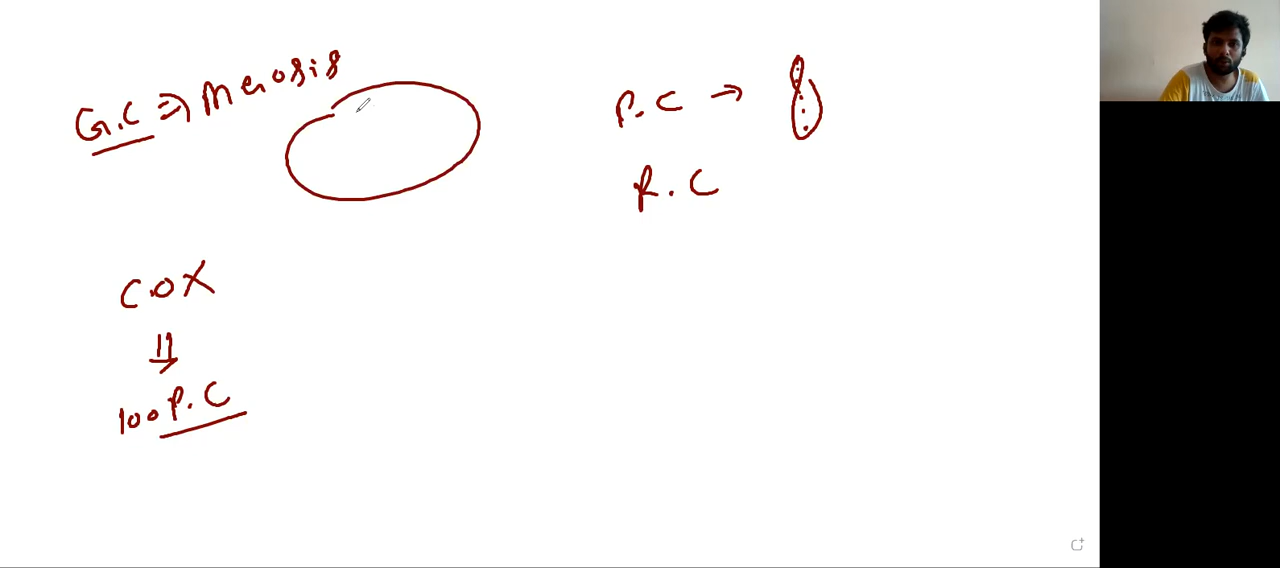 G.C ⇒ Meosis
P.C →
R.C
COX
⇓
100 P.C